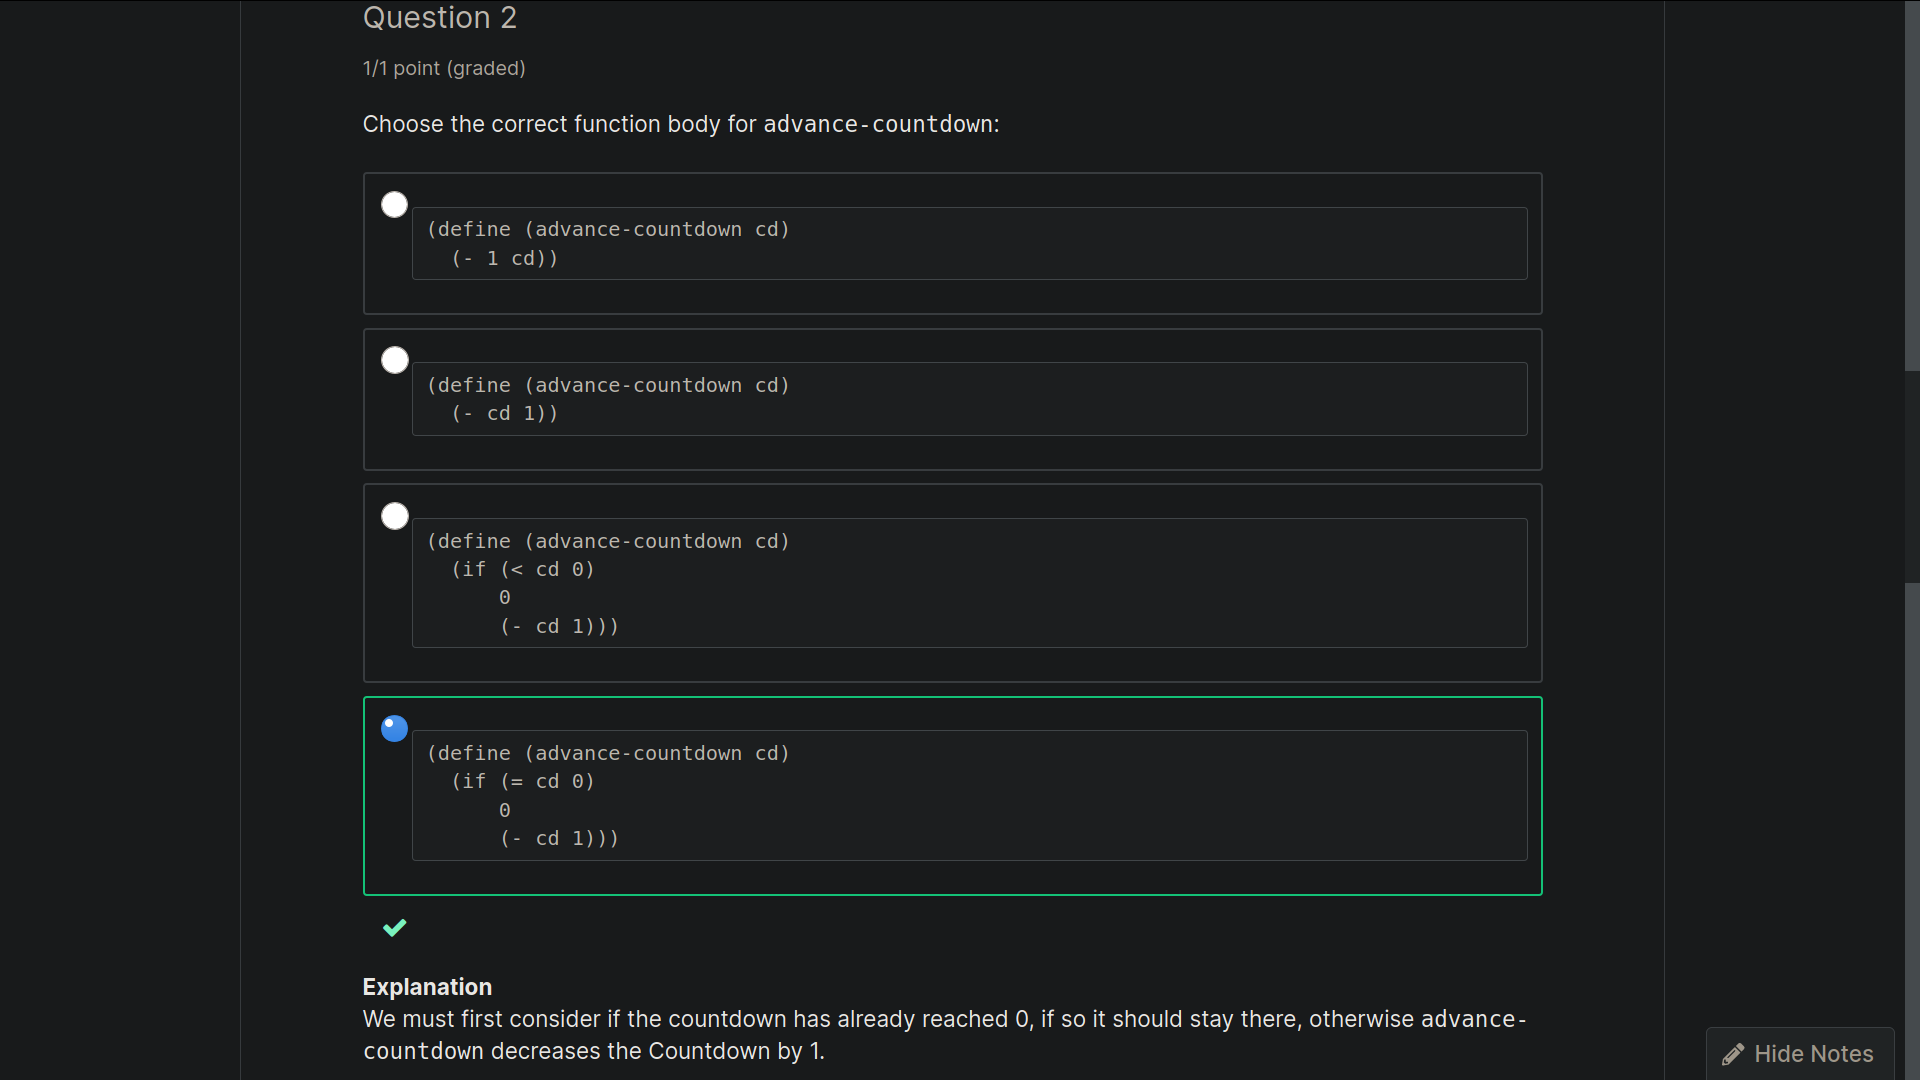 Question 2
1/1 point (graded)
Choose the correct function body for advance-countdown:
(define (advance-countdown cd)
  (- 1 cd))
(define (advance-countdown cd)
  (- cd 1))
(define (advance-countdown cd)
  (if (< cd 0)
      0
      (- cd 1)))
(define (advance-countdown cd)
  (if (= cd 0)
      0
      (- cd 1)))
Explanation
We must first consider if the countdown has already reached 0, if so it should stay there, otherwise advance-
countdown decreases the Countdown by 1.
Hide Notes